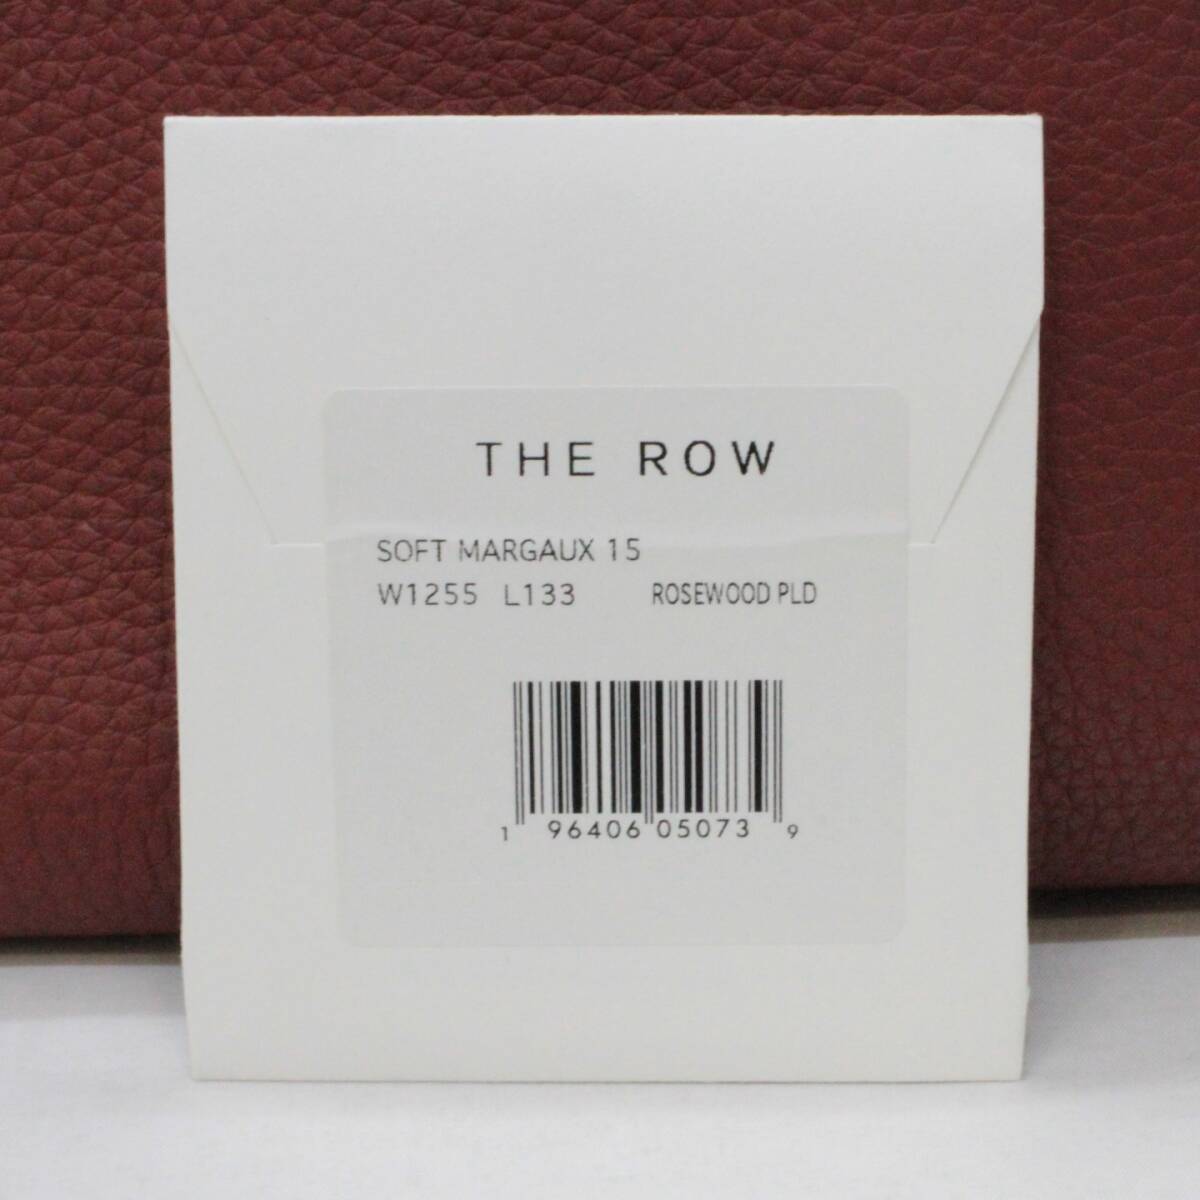 THE ROW
SOFT MARGAUX 15
W1255 L133 ROSEWOOD PLD
1 96406 05073 9